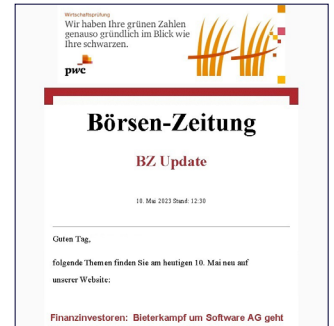 Wirtschaftsprüfung
Wir haben Ihre grünen Zahlen
genauso gründlich im Blick wie
Ihre schwarzen.
pwc
Börsen-Zeitung
BZ Update
10. Mai 2023 Stand: 12:30
Guten Tag,
folgende Themen finden Sie am heutigen 10. Mai neu auf
unserer Website:
Finanzinvestoren: Bieterkampf um Software AG geht